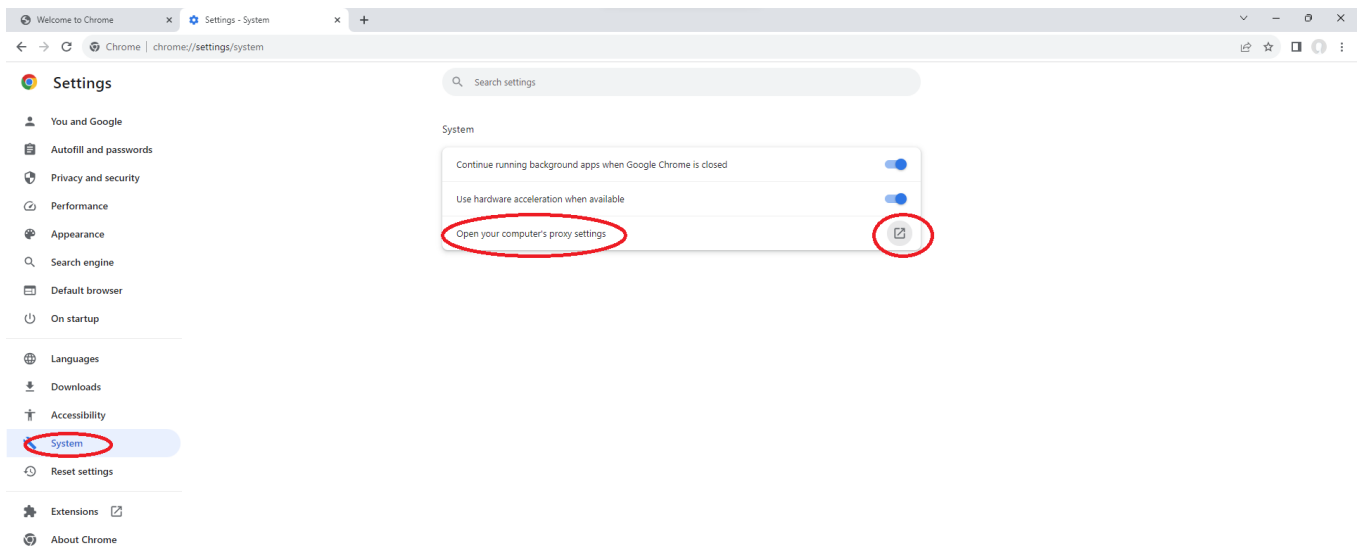 Welcome to Chrome
Settings - System
Chrome | chrome://settings/system
Settings
Search settings
You and Google
Autofill and passwords
Privacy and security
Performance
Appearance
Search engine
Default browser
On startup
Languages
Downloads
Accessibility
System
Reset settings
Extensions
About Chrome
System
Continue running background apps when Google Chrome is closed
Use hardware acceleration when available
Open your computer's proxy settings